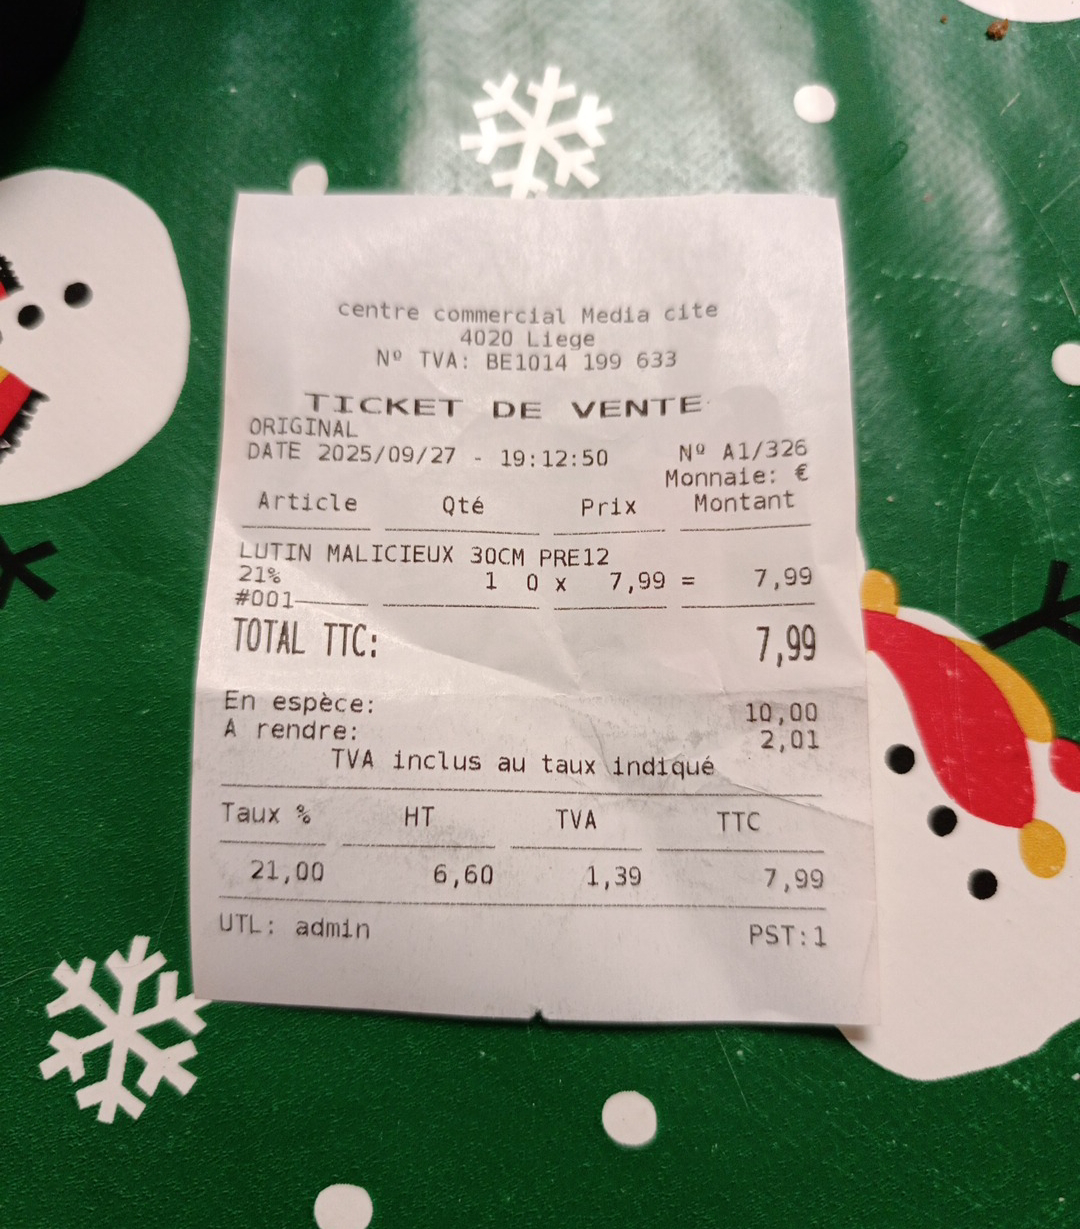 centre commercial Media cite
4020 Liege
Nº TVA: BE1014 199 633
TICKET DE VENTE
ORIGINAL
DATE 2025/09/27 - 19:12:50 Nº A1/326
Monnaie: €
Article Qté Prix Montant
LUTIN MALICIEUX 30CM PRE12
21% 1 0 x 7,99 = 7,99
#001
TOTAL TTC: 7,99
En espèce: 10,00
A rendre: 2,01
TVA inclus au taux indiqué
Taux % HT TVA TTC
21,00 6,60 1,39 7,99
UTL: admin PST:1